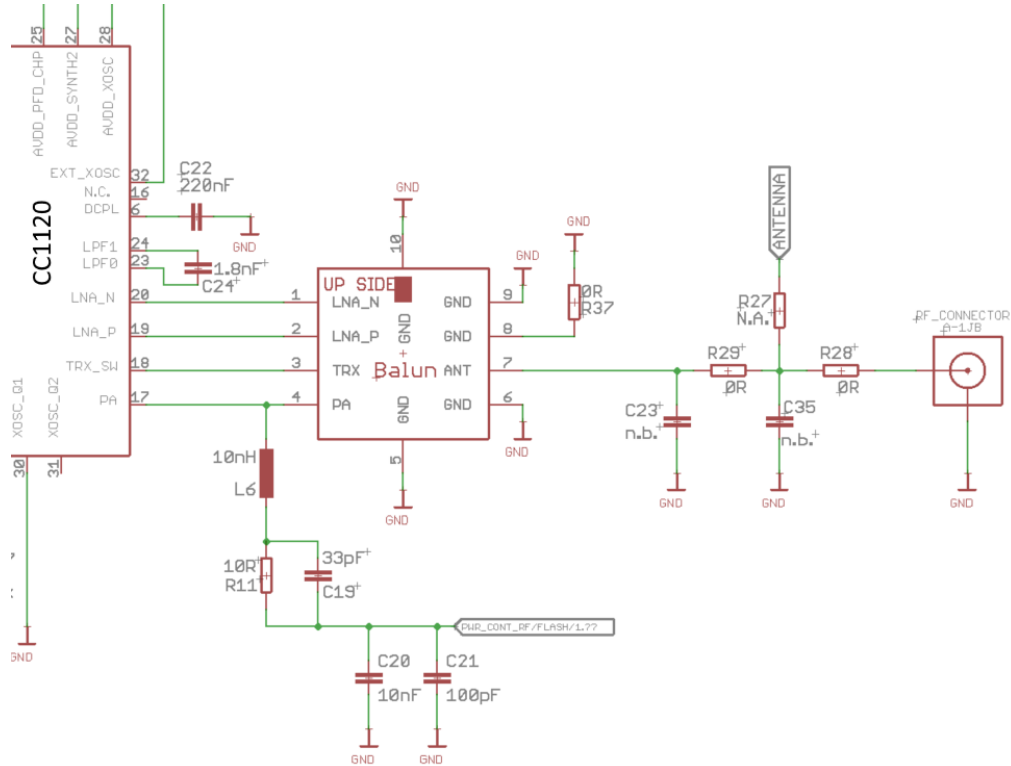 25
27
28
AVDD_PFD_CHP
AVDD_SYNTH2
AVDD_XOSC
CC1120
EXT_XOSC 32
N.C. 16
DCPL 6
LPF1 24
LPF0 23
LNA_N 20
LNA_P 19
TRX_SW 18
PA 17
XOSC_Q1
XOSC_Q2
30
31
GND
C22
220nF
GND
1.8nF
C24
GND
10
UP SIDE
1 LNA_N
2 LNA_P
3 TRX
4 PA
GND
Balun
GND
GND 9
GND 8
ANT 7
GND 6
5
GND
GND
GND
GND
0R
R37
ANTENNA
R27
N.A.
R29
0R
R28
0R
RF_CONNECTOR
A-1JB
C23
n.b.
C35
n.b.
GND
GND
GND
10nH
L6
10R
R11
33pF
C19
PWR_CONT_RF/FLASH/1.??
C20
10nF
C21
100pF
GND
GND